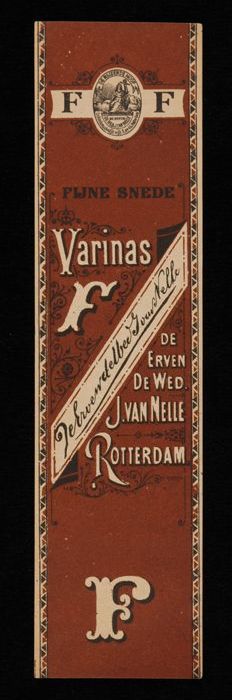 F F
FIJNE SNEDE
Varinas
F
De Erven de Wed J. van Nelle
DE
ERVEN
DE WED.
J. VAN NELLE
ROTTERDAM
F